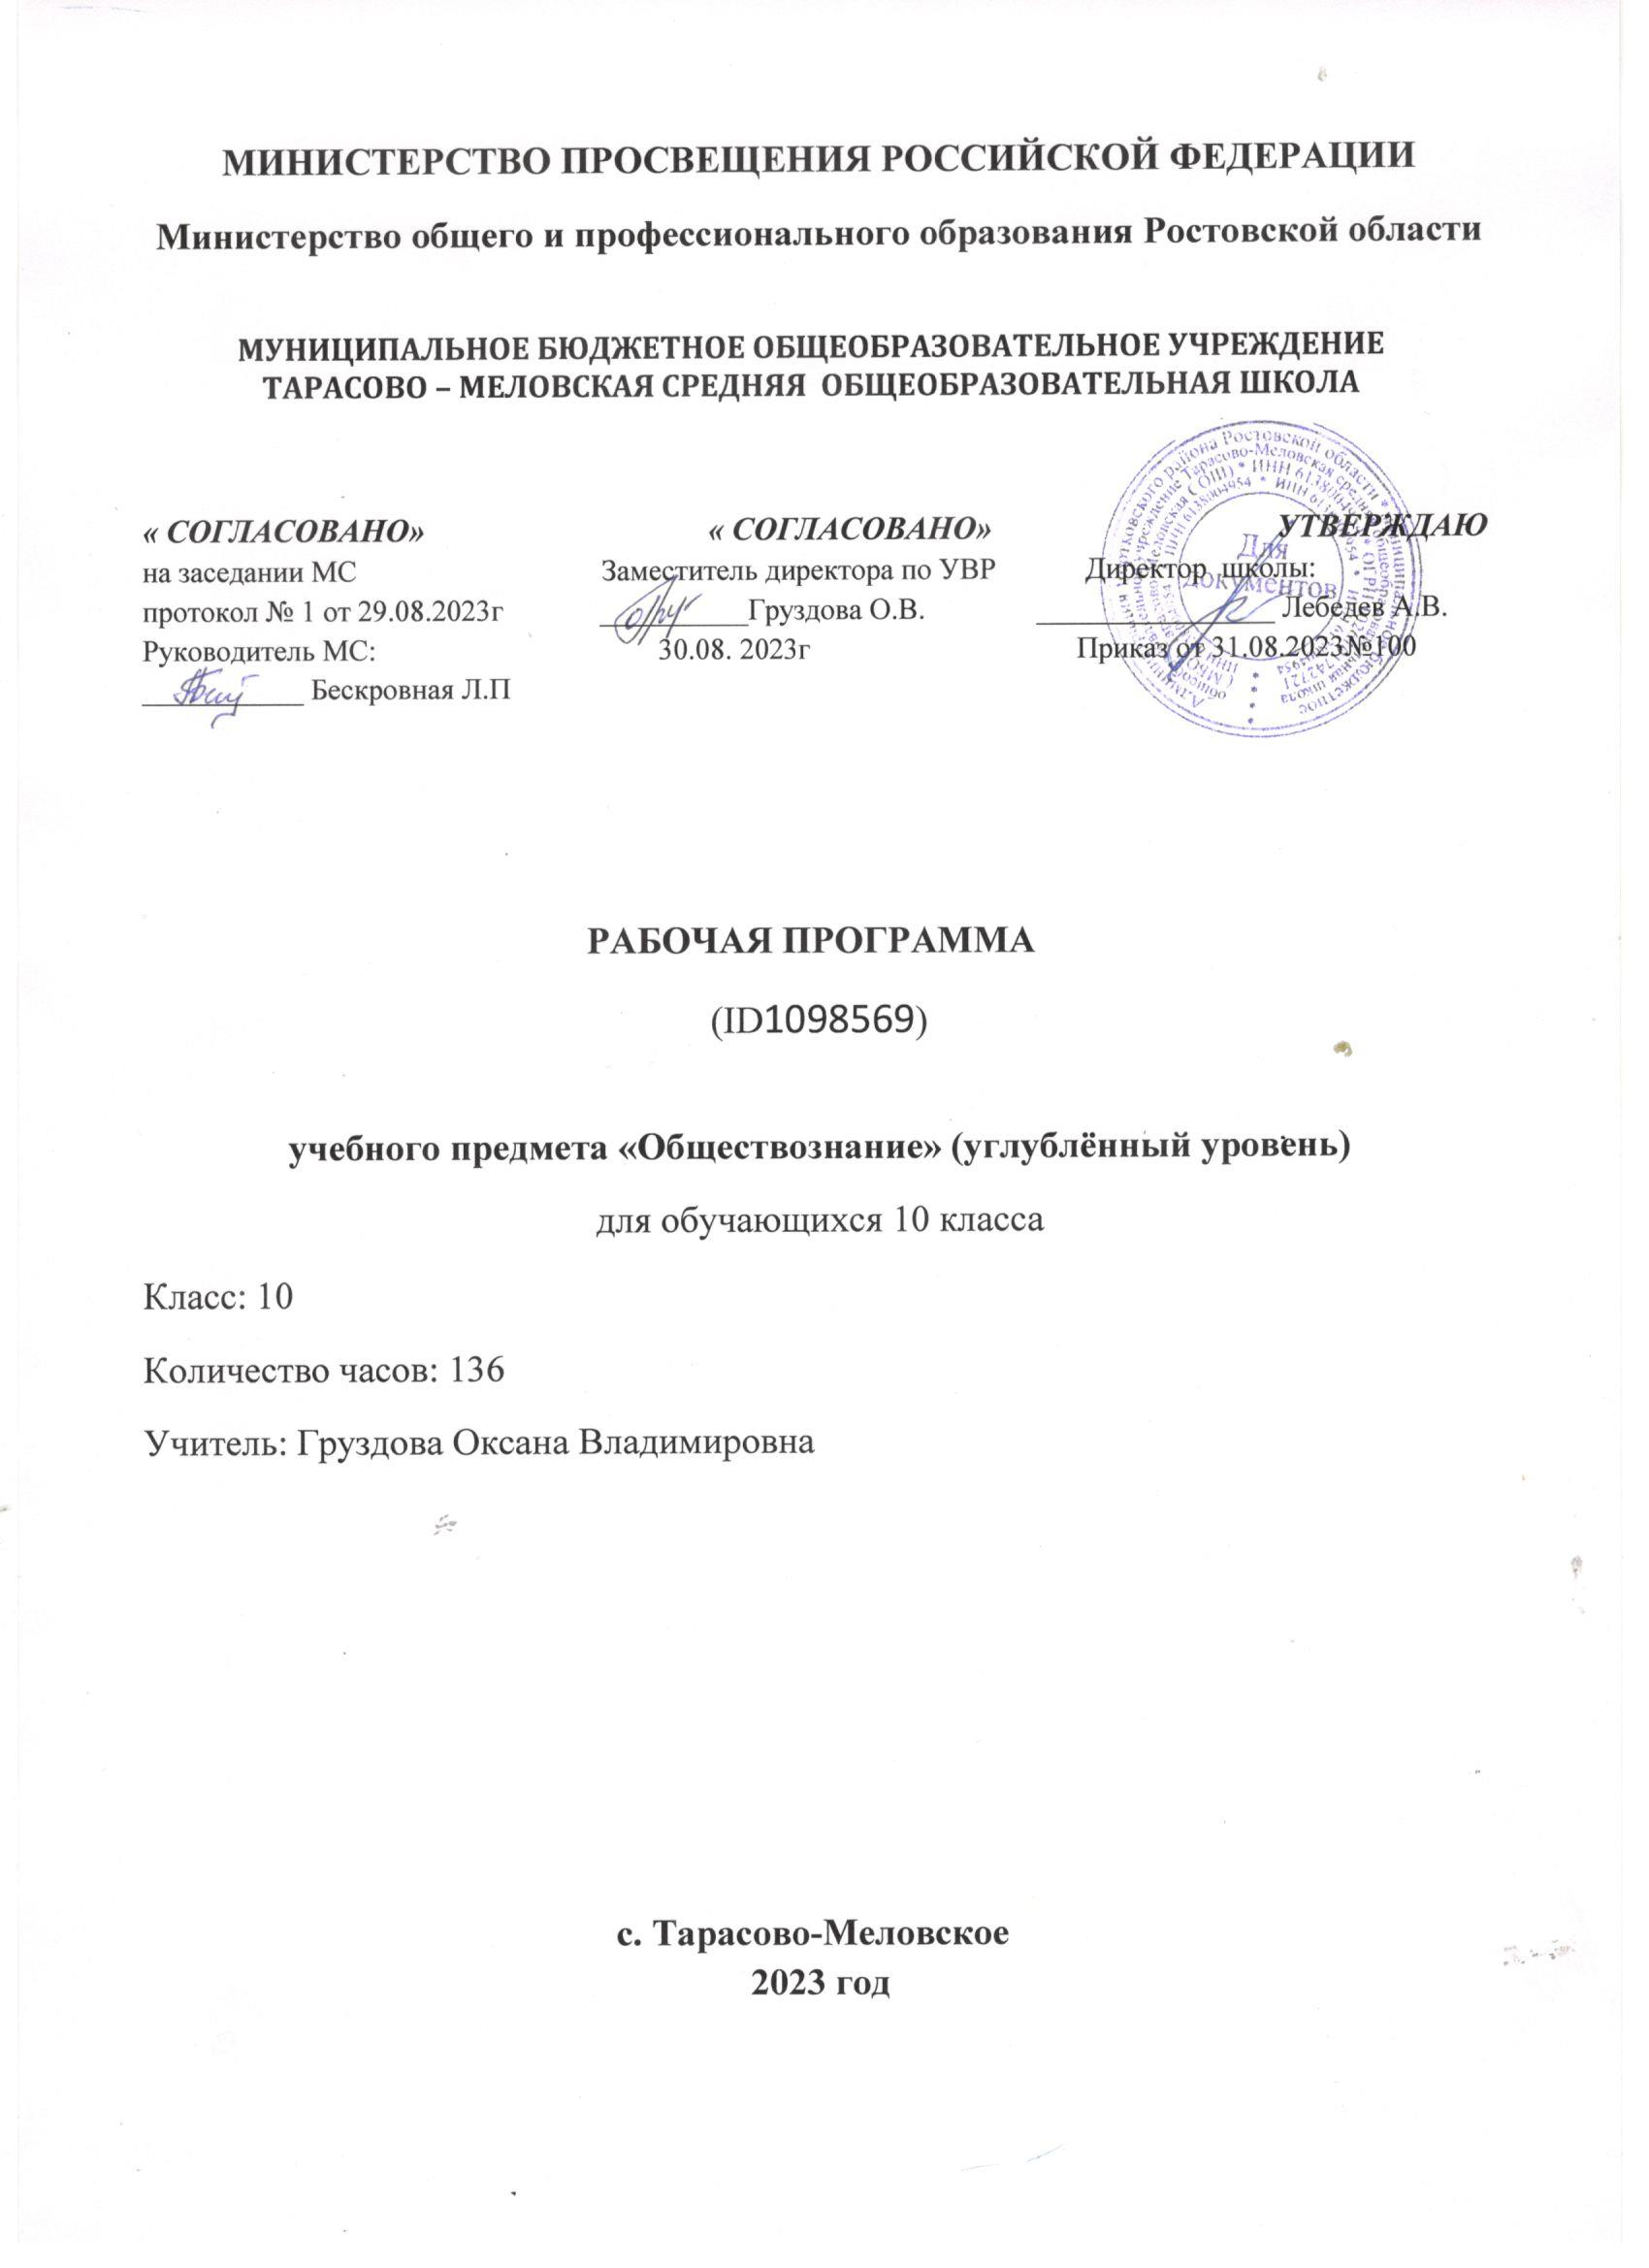 МИНИСТЕРСТВО ПРОСВЕЩЕНИЯ РОССИЙСКОЙ ФЕДЕРАЦИИ
Министерство общего и профессионального образования Ростовской области
МУНИЦИПАЛЬНОЕ БЮДЖЕТНОЕ ОБЩЕОБРАЗОВАТЕЛЬНОЕ УЧРЕЖДЕНИЕ
ТАРАСОВО – МЕЛОВСКАЯ СРЕДНЯЯ ОБЩЕОБРАЗОВАТЕЛЬНАЯ ШКОЛА
« СОГЛАСОВАНО»
на заседании МС
протокол № 1 от 29.08.2023г
Руководитель МС:
____________ Бескровная Л.П
« СОГЛАСОВАНО»
Заместитель директора по УВР
___________Груздова О.В.
30.08. 2023г
УТВЕРЖДАЮ
Директор школы:
_________________ Лебедев А.В.
Приказ от 31.08.2023№100
Для
документов
РАБОЧАЯ ПРОГРАММА
(ID1098569)
учебного предмета «Обществознание» (углублённый уровень)
для обучающихся 10 класса
Класс: 10
Количество часов: 136
Учитель: Груздова Оксана Владимировна
с. Тарасово-Меловское
2023 год